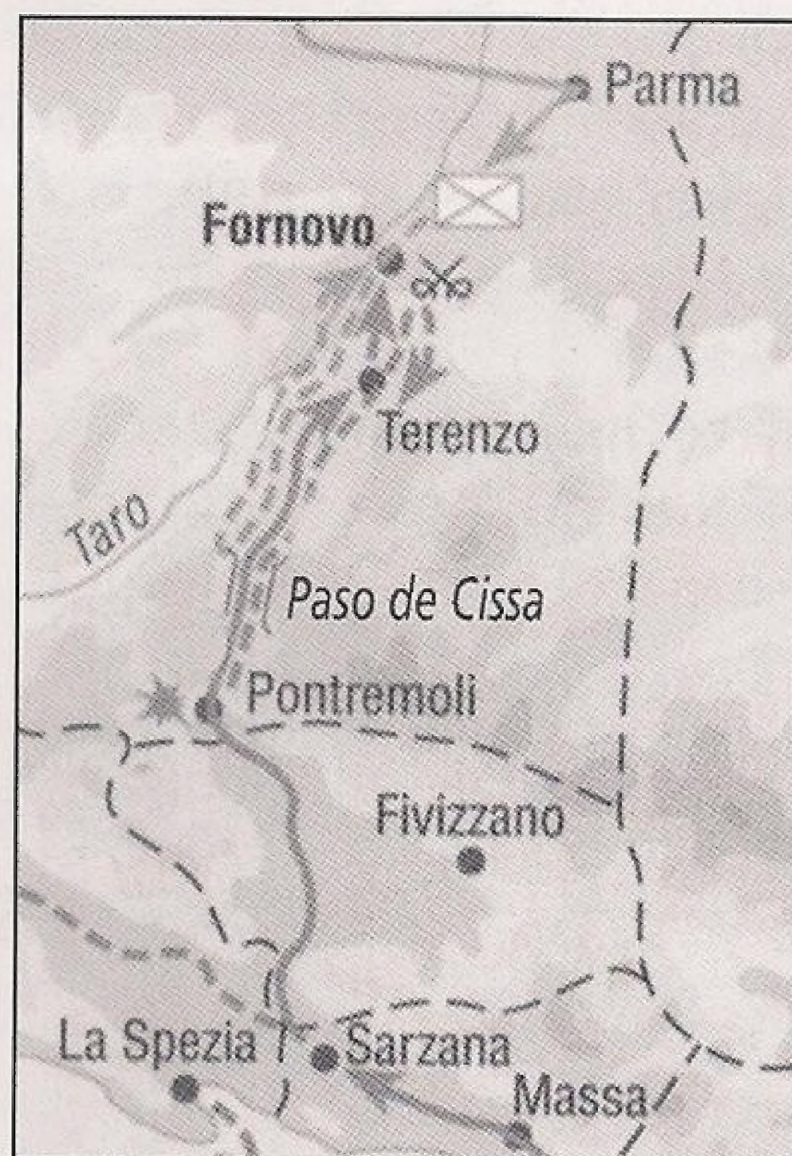 Parma
Fornovo
Terenzo
Taro
Paso de Cissa
Pontremoli
Fivizzano
La Spezia
Sarzana
Massa